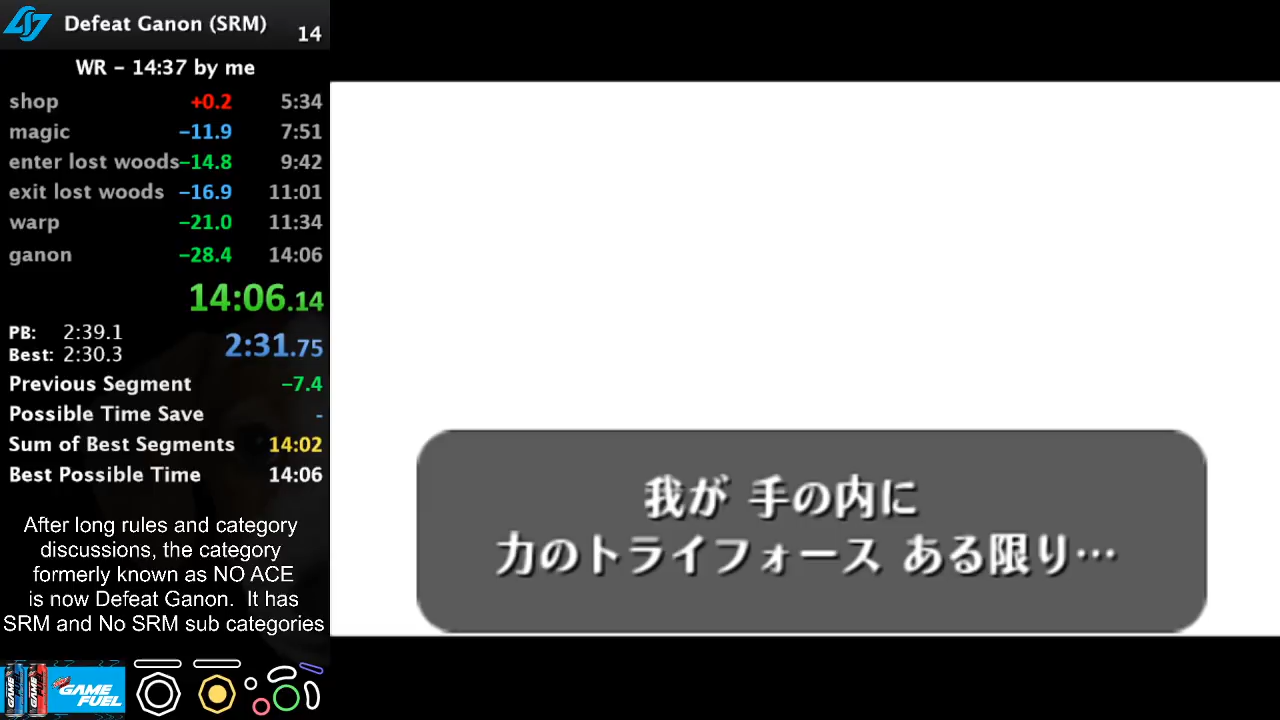 Defeat Ganon (SRM)
14
WR - 14:37 by me
shop +0.2 5:34
magic -11.9 7:51
enter lost woods -14.8 9:42
exit lost woods -16.9 11:01
warp -21.0 11:34
ganon -28.4 14:06
14:06.14
PB: 2:39.1
Best: 2:30.3
2:31.75
Previous Segment -7.4
Possible Time Save -
Sum of Best Segments 14:02
Best Possible Time 14:06
After long rules and category
discussions, the category
formerly known as NO ACE
is now Defeat Ganon. It has
SRM and No SRM sub categories
GAME
FUEL
我が 手の内に
力のトライフォース ある限り…